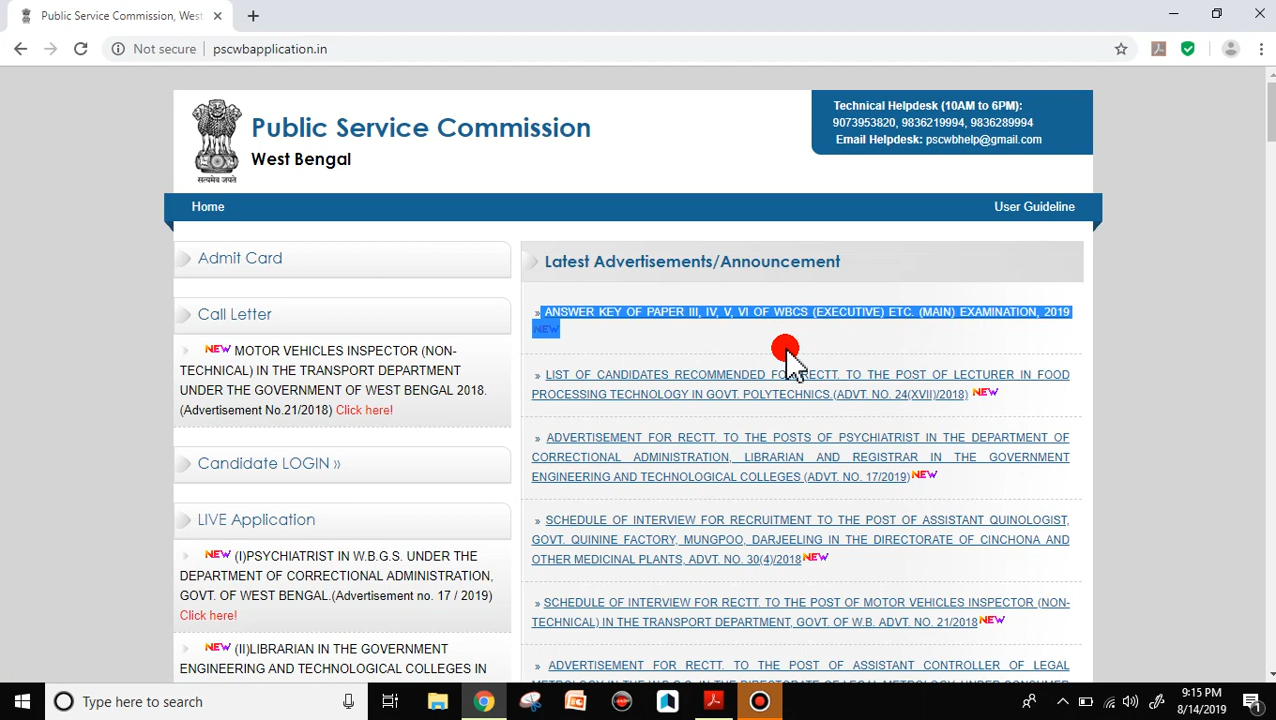 Public Service Commission, Wes
Not secure
pscwbapplication.in
Public Service Commission
West Bengal
सत्यमेव जयते
Technical Helpdesk (10AM to 6PM):
9073953820, 9836219994, 9836289994
Email Helpdesk: pscwbhelp@gmail.com
Home
User Guideline
Admit Card
Call Letter
NEW MOTOR VEHICLES INSPECTOR (NON-
TECHNICAL) IN THE TRANSPORT DEPARTMENT
UNDER THE GOVERNMENT OF WEST BENGAL 2018.
(Advertisement No.21/2018) Click here!
Candidate LOGIN »
LIVE Application
NEW (I)PSYCHIATRIST IN W.B.G.S. UNDER THE
DEPARTMENT OF CORRECTIONAL ADMINISTRATION,
GOVT. OF WEST BENGAL.(Advertisement no. 17 / 2019)
Click here!
NEW (II)LIBRARIAN IN THE GOVERNMENT
ENGINEERING AND TECHNOLOGICAL COLLEGES IN
Latest Advertisements/Announcement
» ANSWER KEY OF PAPER III, IV, V, VI OF WBCS (EXECUTIVE) ETC. (MAIN) EXAMINATION, 2019
NEW
» LIST OF CANDIDATES RECOMMENDED FOR RECTT. TO THE POST OF LECTURER IN FOOD
PROCESSING TECHNOLOGY IN GOVT. POLYTECHNICS.(ADVT. NO. 24(XVII)/2018) NEW
» ADVERTISEMENT FOR RECTT. TO THE POSTS OF PSYCHIATRIST IN THE DEPARTMENT OF
CORRECTIONAL ADMINISTRATION, LIBRARIAN AND REGISTRAR IN THE GOVERNMENT
ENGINEERING AND TECHNOLOGICAL COLLEGES (ADVT. NO. 17/2019) NEW
» SCHEDULE OF INTERVIEW FOR RECRUITMENT TO THE POST OF ASSISTANT QUINOLOGIST,
GOVT. QUININE FACTORY, MUNGPOO, DARJEELING IN THE DIRECTORATE OF CINCHONA AND
OTHER MEDICINAL PLANTS, ADVT. NO. 30(4)/2018 NEW
» SCHEDULE OF INTERVIEW FOR RECTT. TO THE POST OF MOTOR VEHICLES INSPECTOR (NON-
TECHNICAL) IN THE TRANSPORT DEPARTMENT, GOVT. OF W.B. ADVT. NO. 21/2018 NEW
» ADVERTISEMENT FOR RECTT. TO THE POST OF ASSISTANT CONTROLLER OF LEGAL
Type here to search
9:15 PM
8/14/2019
1